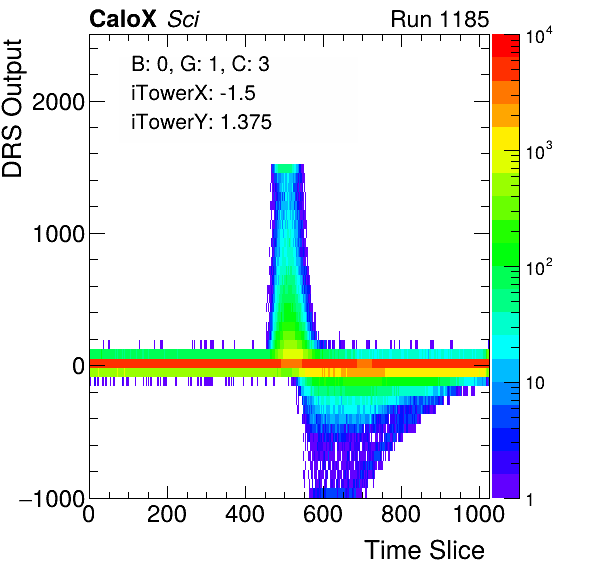 CaloX Sci Run 1185
DRS Output
B: 0, G: 1, C: 3
iTowerX: -1.5
iTowerY: 1.375
2000
1000
0
−1000
0 200 400 600 800 1000
Time Slice
10⁴
10³
10²
10
1